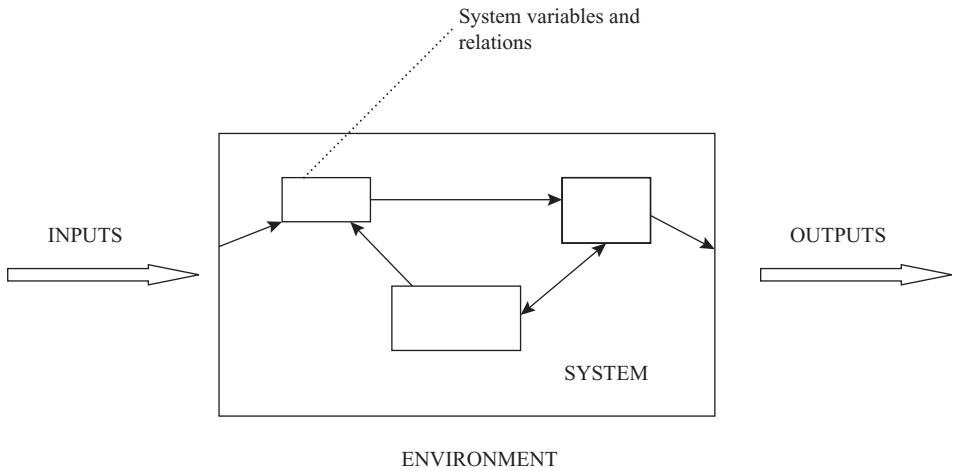 System variables and
relations
INPUTS
OUTPUTS
SYSTEM
ENVIRONMENT